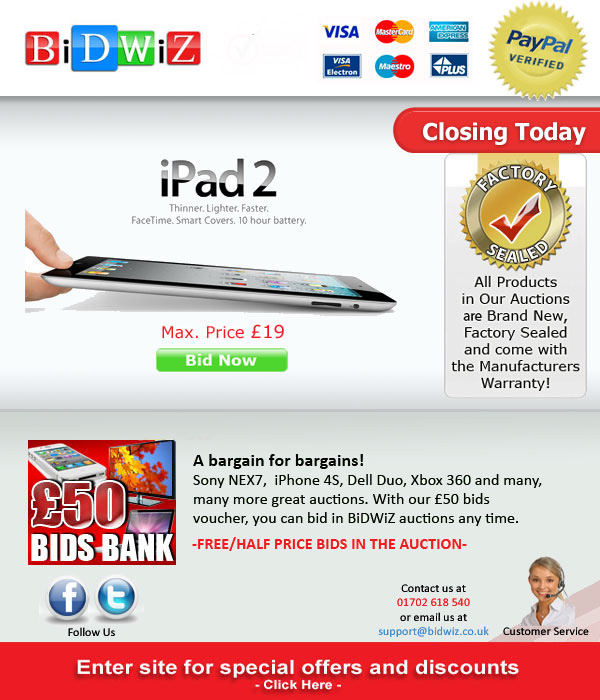 BiDWiZ
VISA MasterCard AMERICAN EXPRESS
VISA Electron Maestro PLUS
PayPal
VERIFIED
Closing Today
iPad 2
Thinner. Lighter. Faster.
FaceTime. Smart Covers. 10 hour battery.
Max. Price £19
Bid Now
FACTORY
SEALED
All Products
in Our Auctions
are Brand New,
Factory Sealed
and come with
the Manufacturers
Warranty!
£50
BIDS BANK
A bargain for bargains!
Sony NEX7, iPhone 4S, Dell Duo, Xbox 360 and many,
many more great auctions. With our £50 bids
voucher, you can bid in BiDWiZ auctions any time.
-FREE/HALF PRICE BIDS IN THE AUCTION-
Follow Us
Contact us at
01702 618 540
or email us at
support@bidwiz.co.uk
Customer Service
Enter site for special offers and discounts
- Click Here -